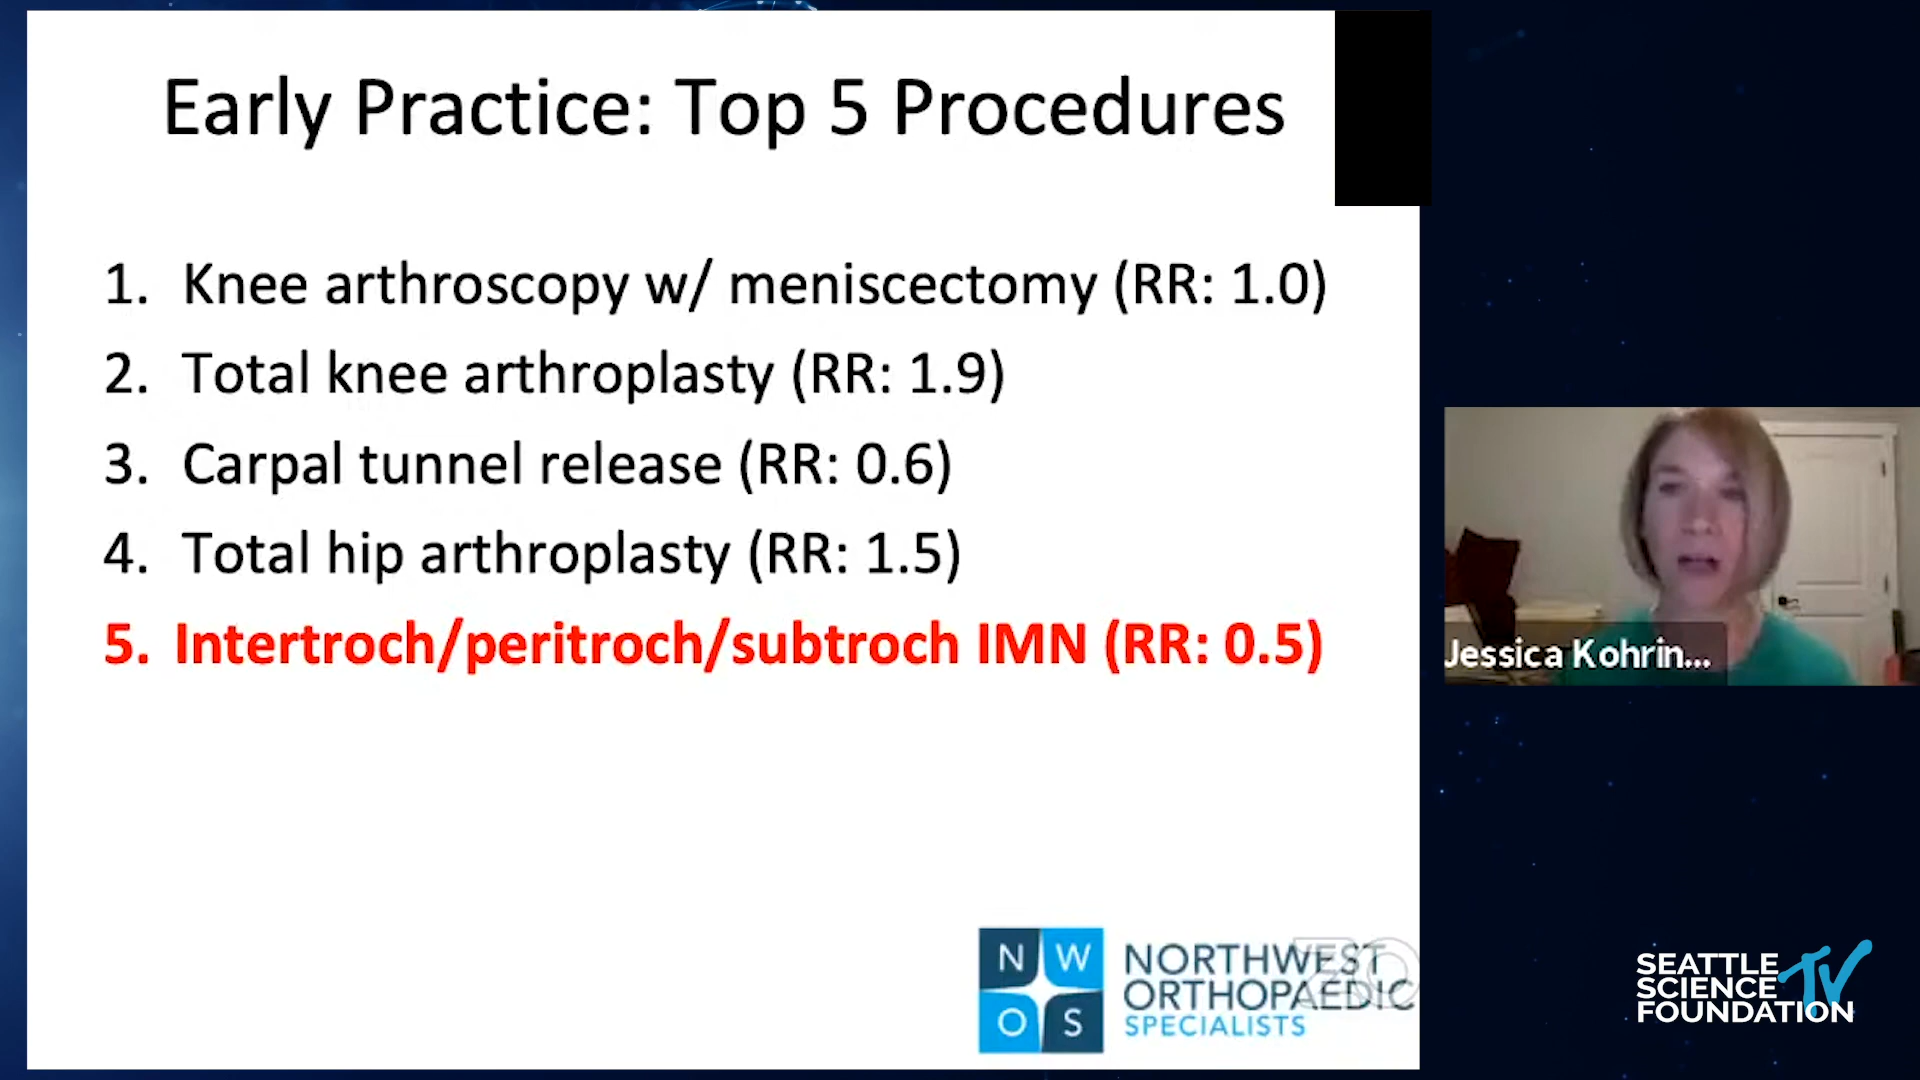 Early Practice: Top 5 Procedures
1. Knee arthroscopy w/ meniscectomy (RR: 1.0)
2. Total knee arthroplasty (RR: 1.9)
3. Carpal tunnel release (RR: 0.6)
4. Total hip arthroplasty (RR: 1.5)
5. Intertroch/peritroch/subtroch IMN (RR: 0.5)
Jessica Kohrin...
N W
O S
NORTHWEST
ORTHOPAEDIC
SPECIALISTS
SEATTLE
SCIENCE
FOUNDATION
TV